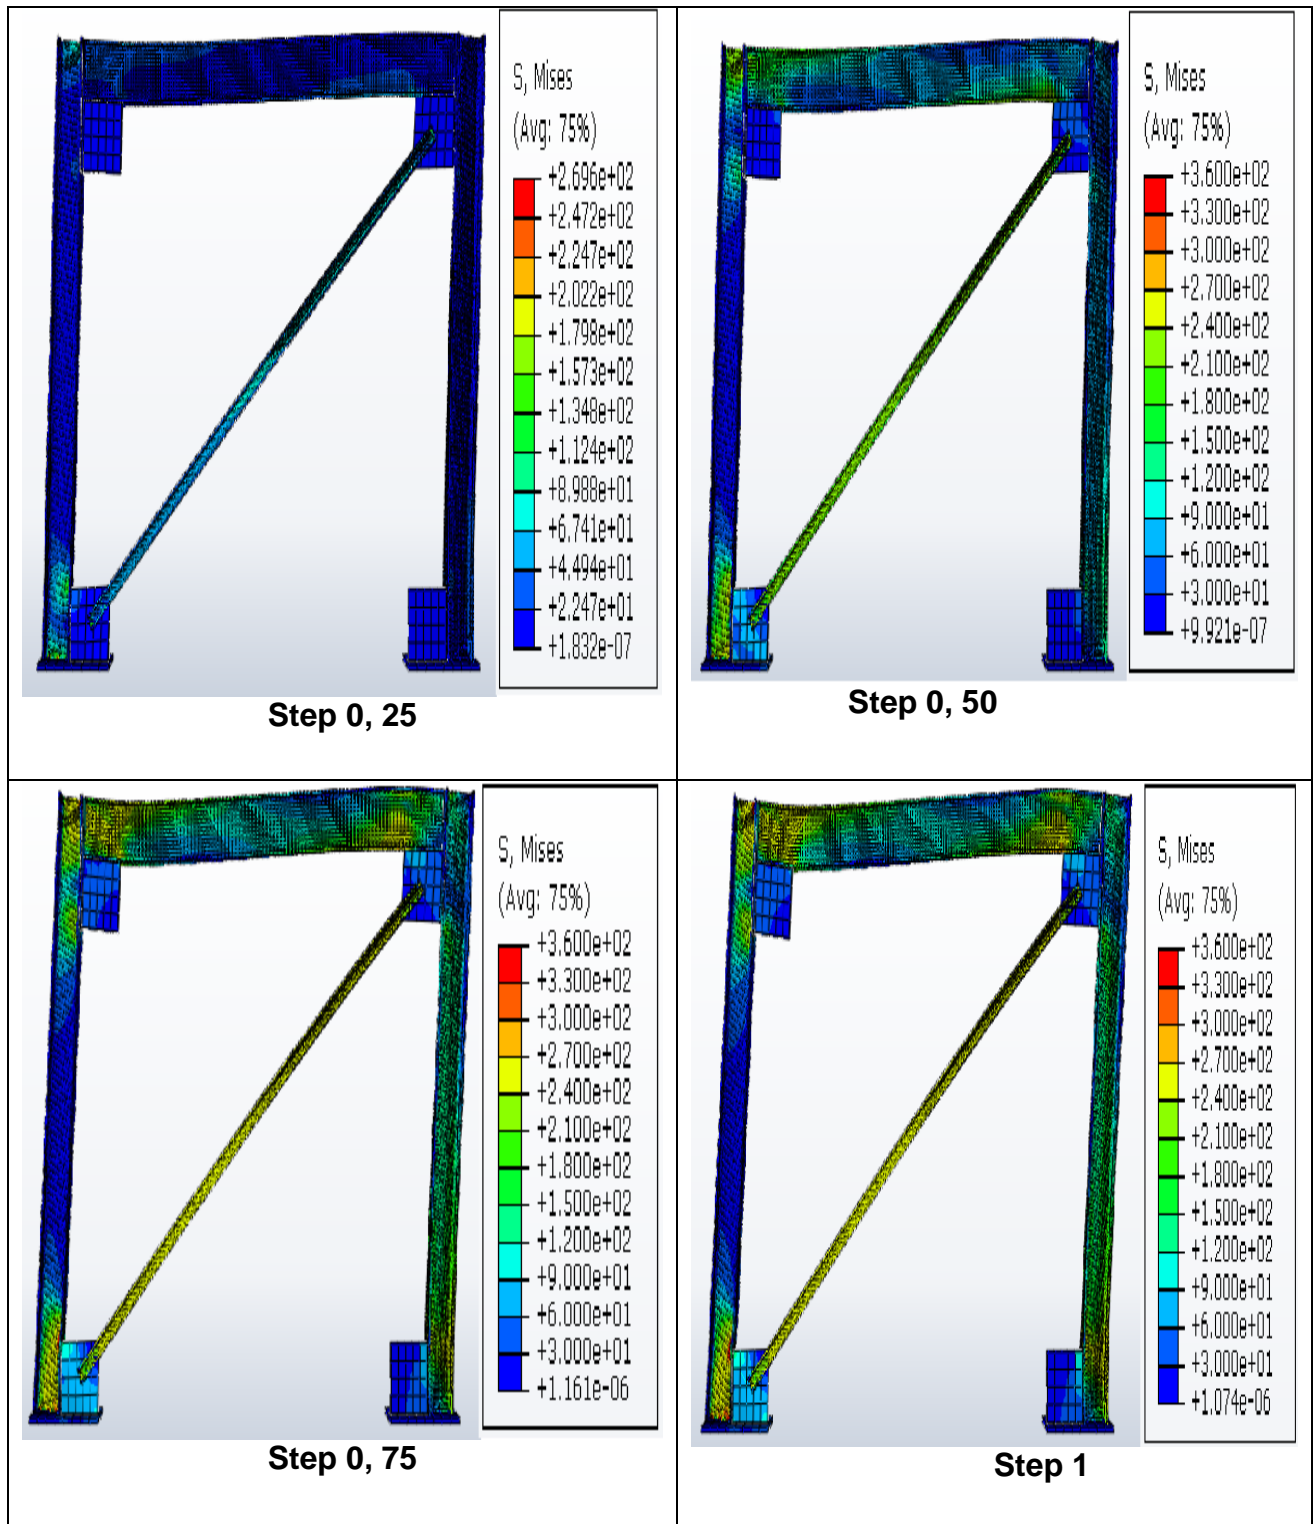 S, Mises
(Avg: 75%)
+2.696e+02
+2.472e+02
+2.247e+02
+2.022e+02
+1.798e+02
+1.573e+02
+1.348e+02
+1.124e+02
+8.988e+01
+6.741e+01
+4.494e+01
+2.247e+01
+1.832e-07
Step 0, 25
S, Mises
(Avg: 75%)
+3.600e+02
+3.300e+02
+3.000e+02
+2.700e+02
+2.400e+02
+2.100e+02
+1.800e+02
+1.500e+02
+1.200e+02
+9.000e+01
+6.000e+01
+3.000e+01
+9.921e-07
Step 0, 50
S, Mises
(Avg: 75%)
+3.600e+02
+3.300e+02
+3.000e+02
+2.700e+02
+2.400e+02
+2.100e+02
+1.800e+02
+1.500e+02
+1.200e+02
+9.000e+01
+6.000e+01
+3.000e+01
+1.161e-06
Step 0, 75
S, Mises
(Avg: 75%)
+3.600e+02
+3.300e+02
+3.000e+02
+2.700e+02
+2.400e+02
+2.100e+02
+1.800e+02
+1.500e+02
+1.200e+02
+9.000e+01
+6.000e+01
+3.000e+01
+1.074e-06
Step 1